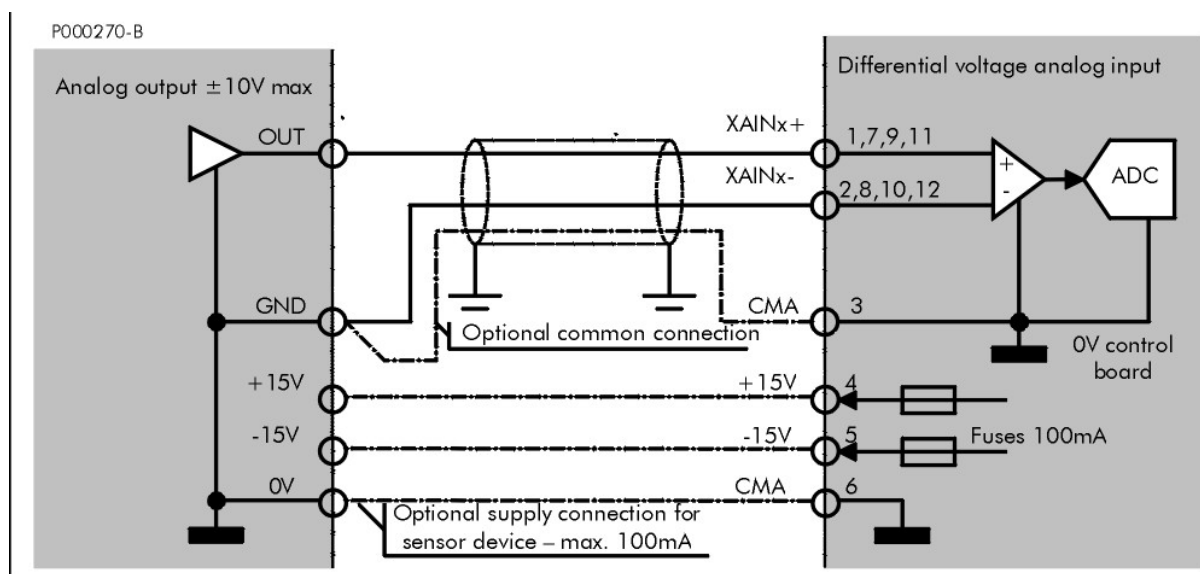 P000270-B
Analog output ±10V max
Differential voltage analog input
OUT
XAINx+
1,7,9,11
XAINx-
2,8,10,12
+
-
ADC
GND
CMA
3
Optional common connection
0V control
board
+15V
+15V
4
-15V
-15V
5
Fuses 100mA
0V
CMA
6
Optional supply connection for
sensor device – max. 100mA